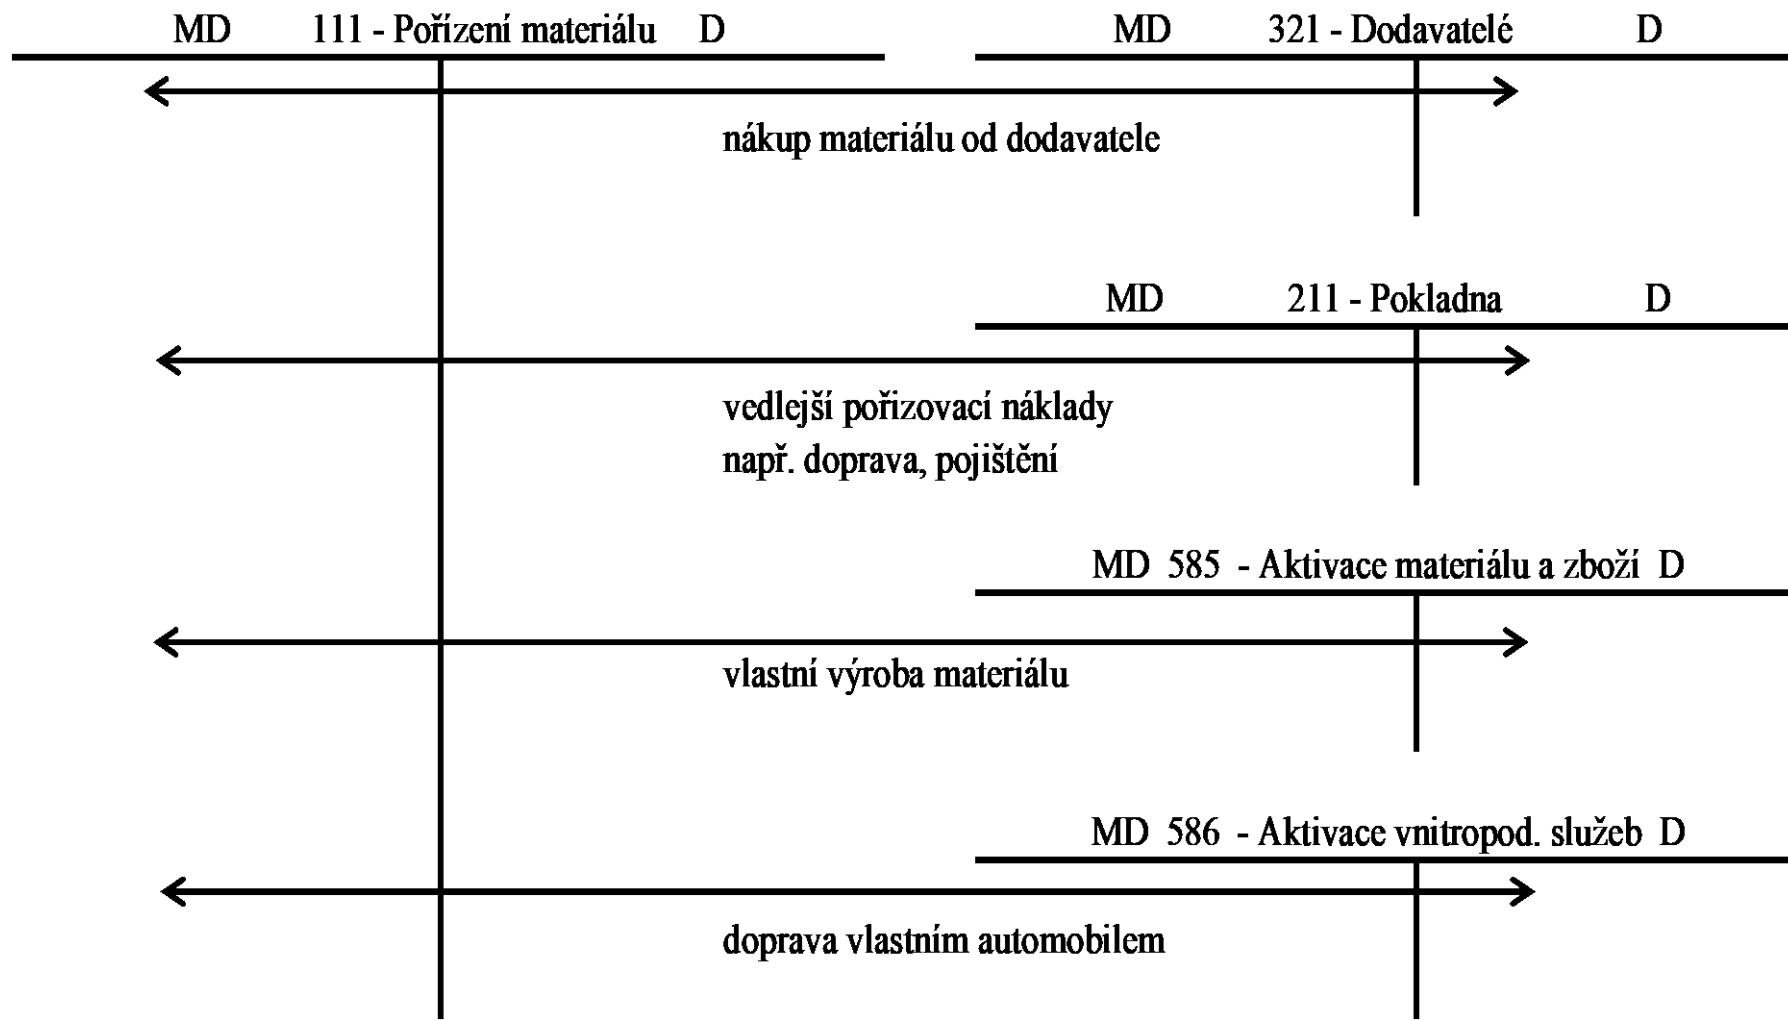 MD 111 - Pořízení materiálu D MD 321 - Dodavatelé D
nákup materiálu od dodavatele
MD 211 - Pokladna D
vedlejší pořizovací náklady
např. doprava, pojištění
MD 585 - Aktivace materiálu a zboží D
vlastní výroba materiálu
MD 586 - Aktivace vnitropod. služeb D
doprava vlastním automobilem